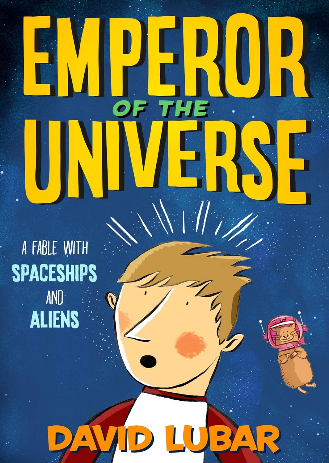 EMPEROR
OF THE
UNIVERSE
A FABLE WITH
SPACESHIPS
AND
ALIENS
DAVID LUBAR